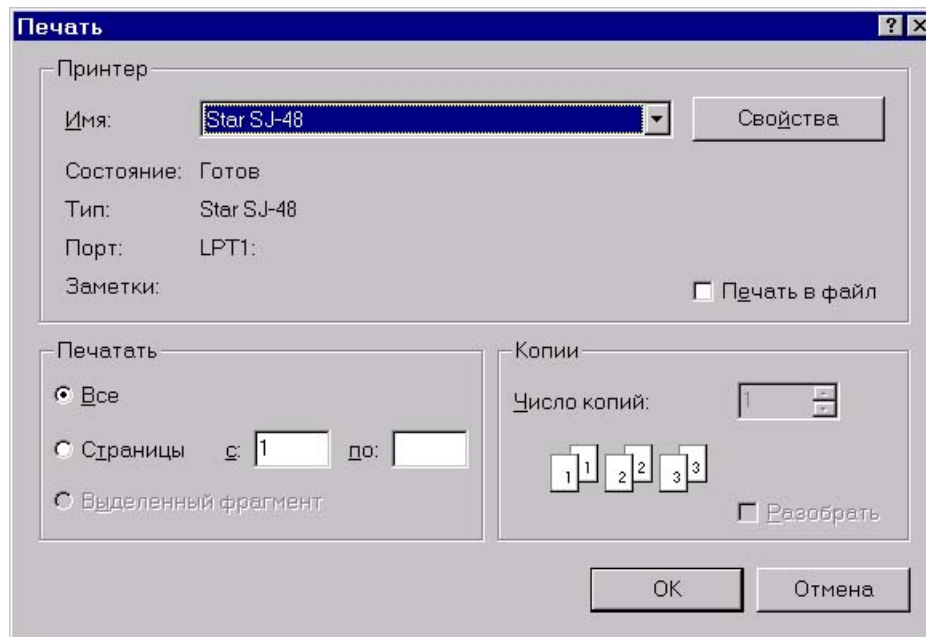 Печать
Принтер
Имя: Star SJ-48 Свойства
Состояние: Готов
Тип: Star SJ-48
Порт: LPT1:
Заметки: Печать в файл
Печатать
Все
Страницы с: 1 по:
Выделенный фрагмент
Копии
Число копий: 1
1 1 2 2 3 3
Разобрать
OK Отмена